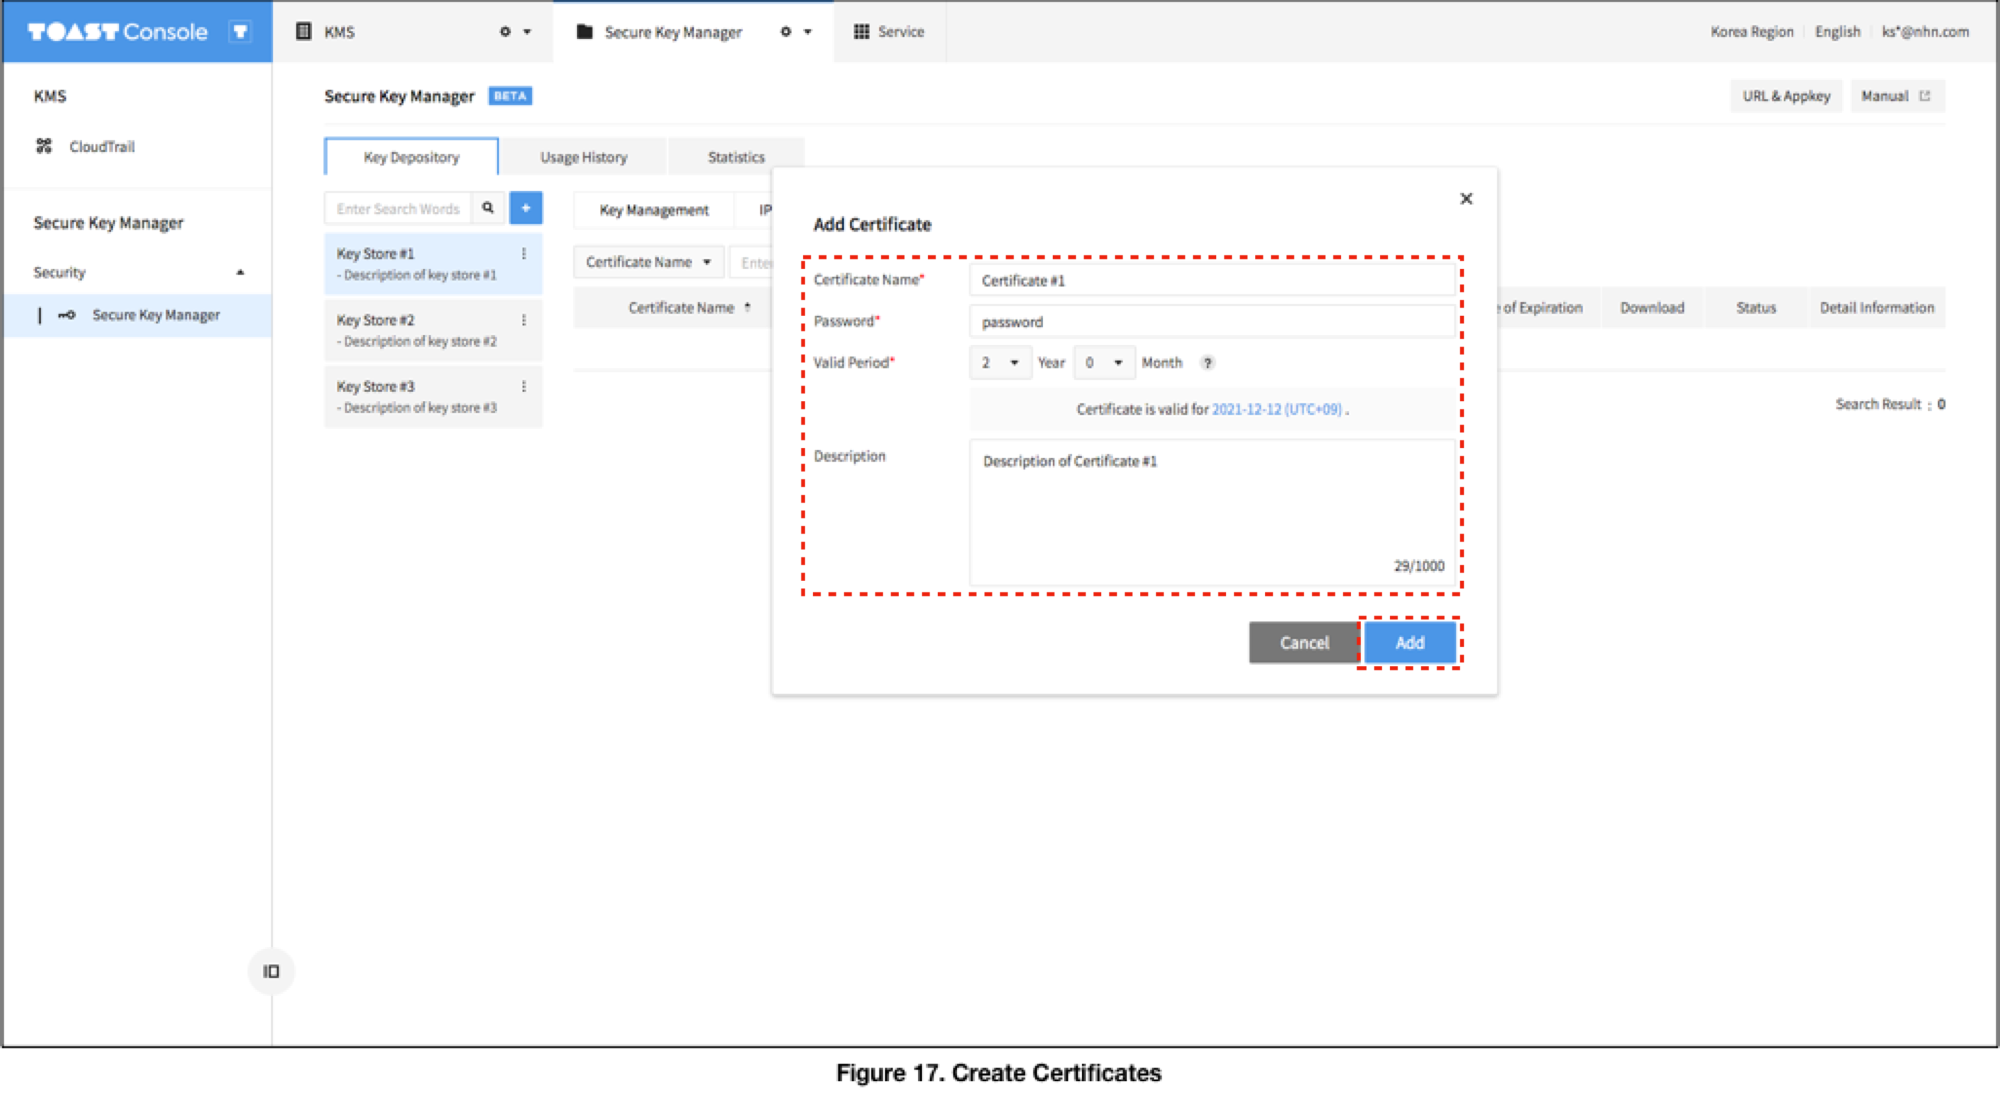 TOAST Console
KMS
Secure Key Manager
Service
Korea Region
English
ks*@nhn.com
KMS
CloudTrail
Secure Key Manager
Security
Secure Key Manager
Secure Key Manager BETA
URL & Appkey
Manual
Key Depository
Usage History
Statistics
Enter Search Words
+
Key Store #1
- Description of key store #1
Key Store #2
- Description of key store #2
Key Store #3
- Description of key store #3
Key Management
IP
Certificate Name
Certificate Name
of Expiration
Download
Status
Detail Information
Search Result : 0
Add Certificate
Certificate Name* Certificate #1
Password* password
Valid Period* 2 Year 0 Month ?
Certificate is valid for 2021-12-12 (UTC+09) .
Description
Description of Certificate #1
29/1000
Cancel
Add
Figure 17. Create Certificates